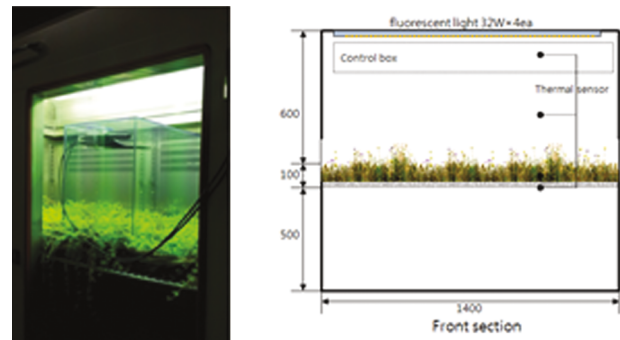 fluorescent light 32W×4ea
Control box
Thermal sensor
600
100
500
1400
Front section